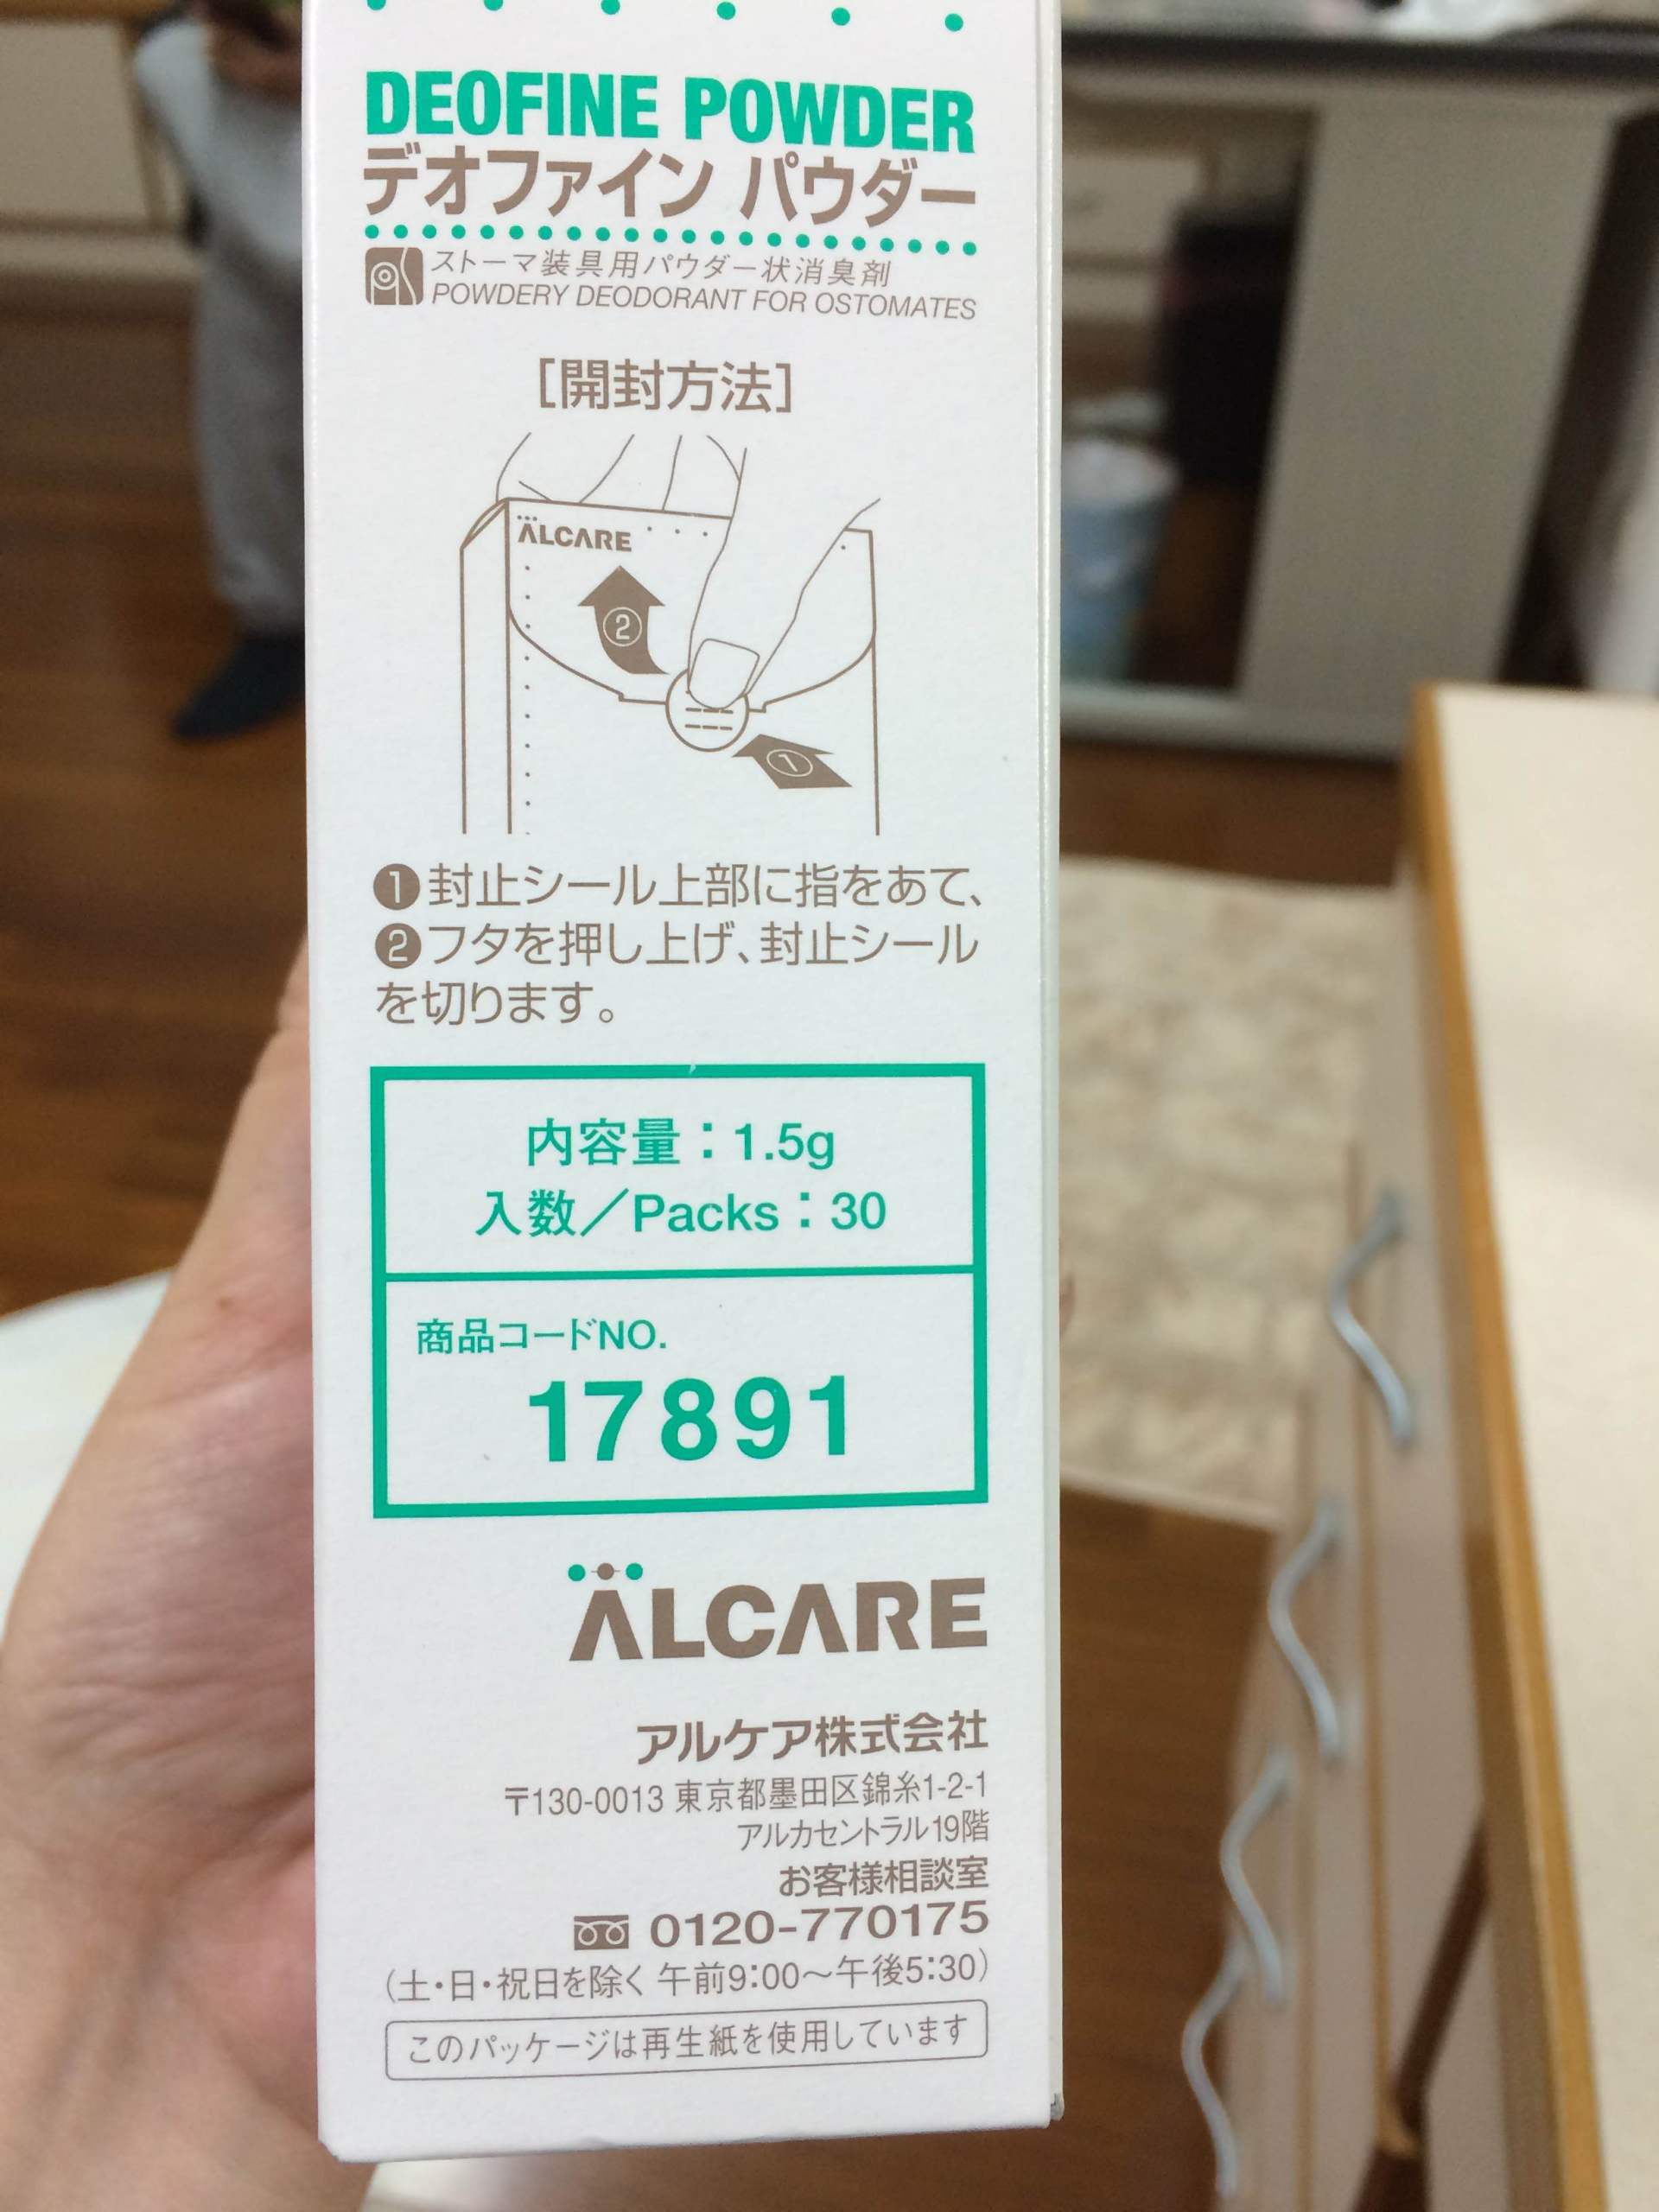 DEOFINE POWDER
デオファイン パウダー
ストーマ装具用パウダー状消臭剤
POWDERY DEODORANT FOR OSTOMATES
［開封方法］
ALCARE
②
①
❶封止シール上部に指をあて、
❷フタを押し上げ、封止シール
を切ります。
内容量：1.5g
入数／Packs：30
商品コードNO.
17891
ALCARE
アルケア株式会社
〒130-0013 東京都墨田区錦糸1-2-1
アルカセントラル19階
お客様相談室
0120-770175
（土・日・祝日を除く 午前9:00〜午後5:30）
このパッケージは再生紙を使用しています